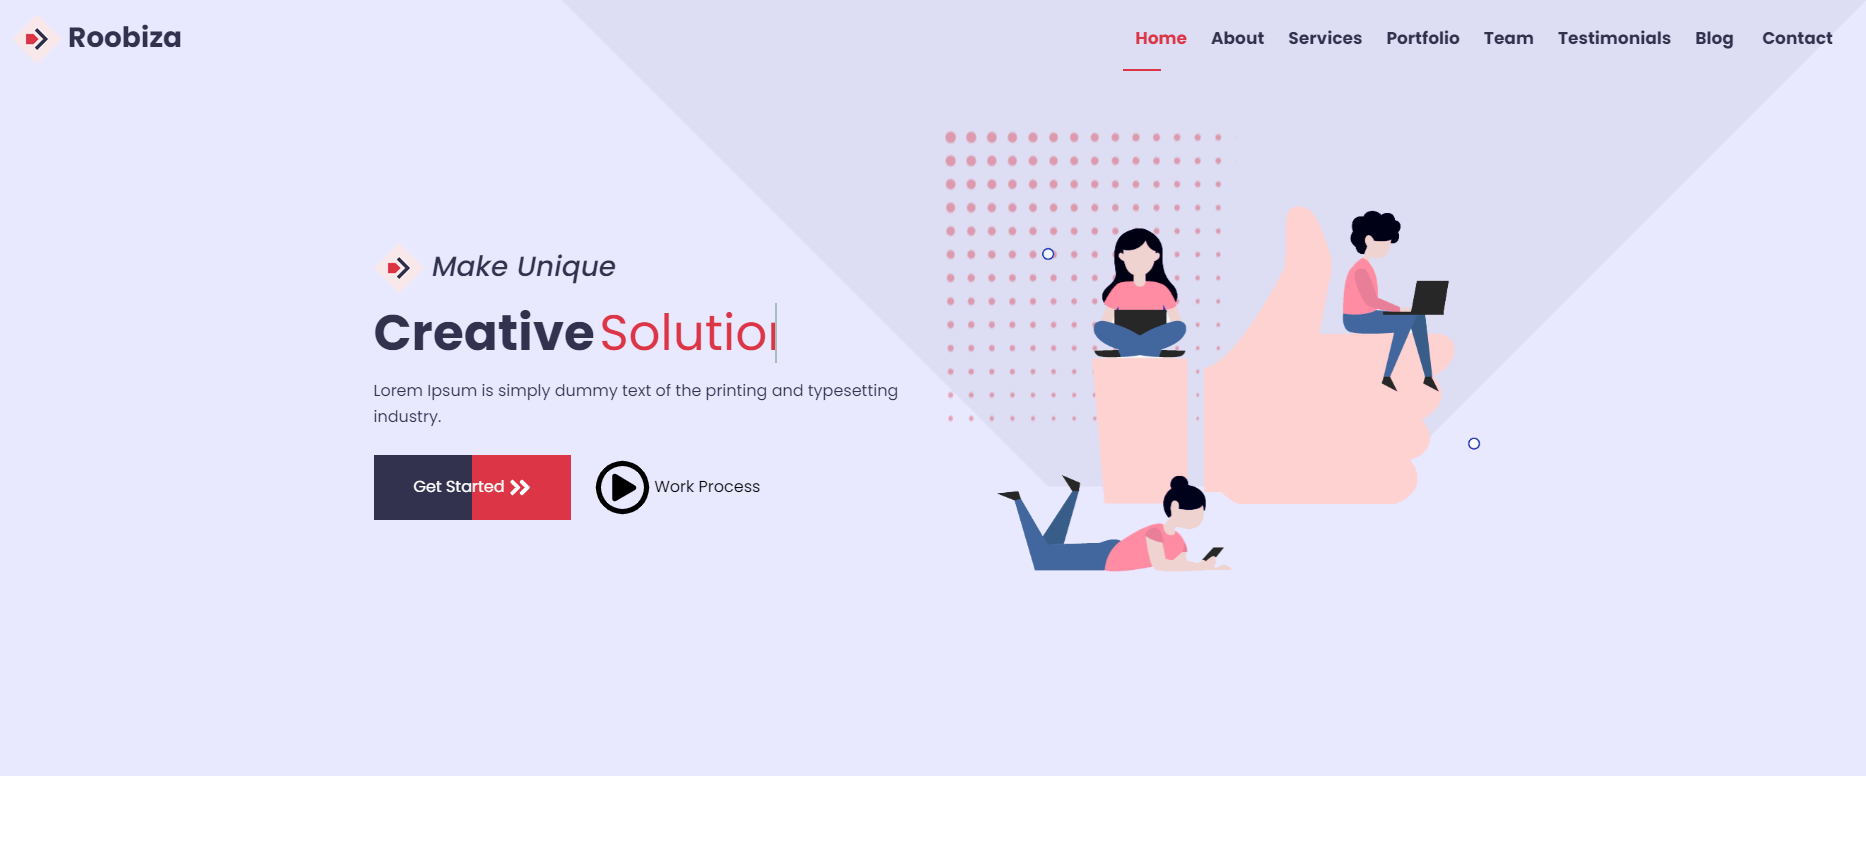 Roobiza
Home About Services Portfolio Team Testimonials Blog Contact
Make Unique
Creative Solution
Lorem Ipsum is simply dummy text of the printing and typesetting
industry.
Get Started Work Process